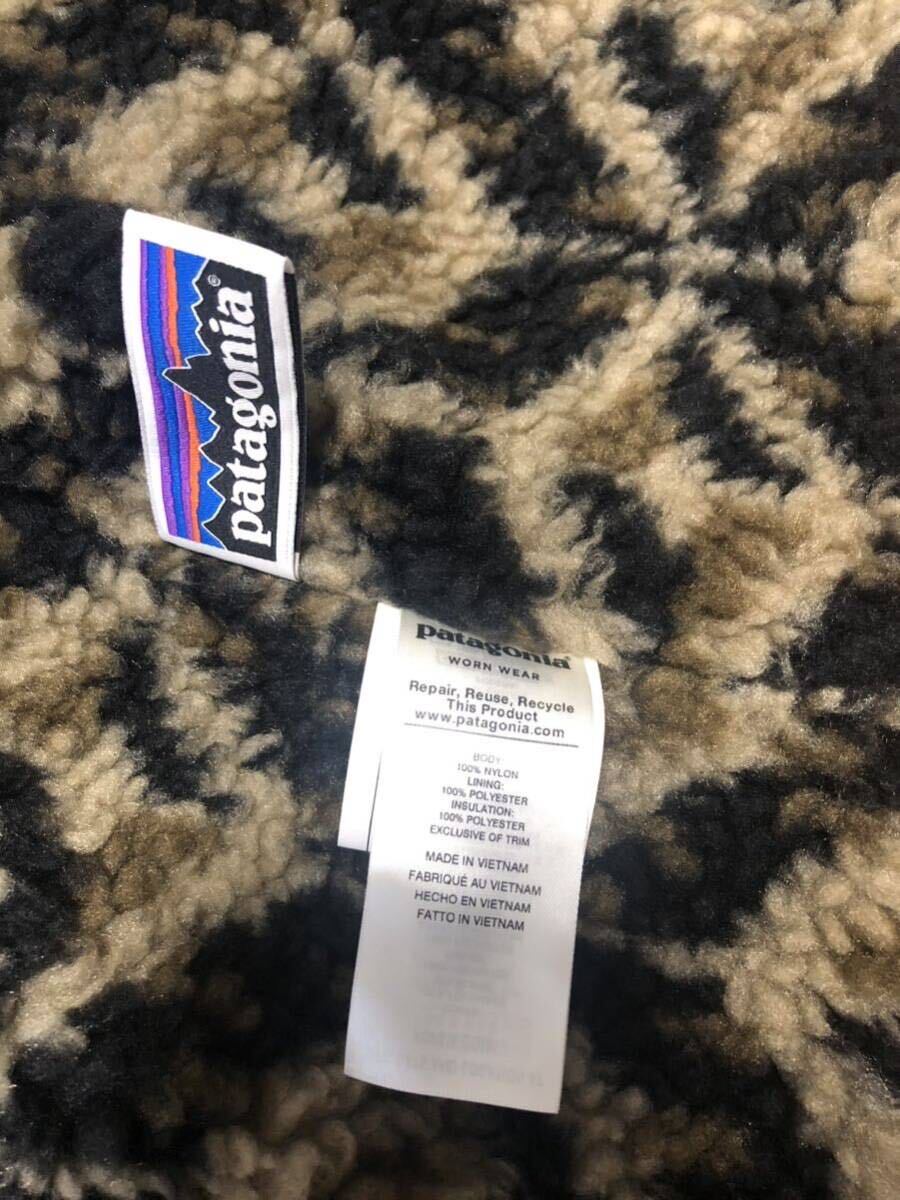 patagonia®
patagonia
WORN WEAR
Repair, Reuse, Recycle
This Product
www.patagonia.com
BODY
100% NYLON
LINING:
100% POLYESTER
INSULATION:
100% POLYESTER
EXCLUSIVE OF TRIM
MADE IN VIETNAM
FABRIQUÉ AU VIETNAM
HECHO EN VIETNAM
FATTO IN VIETNAM